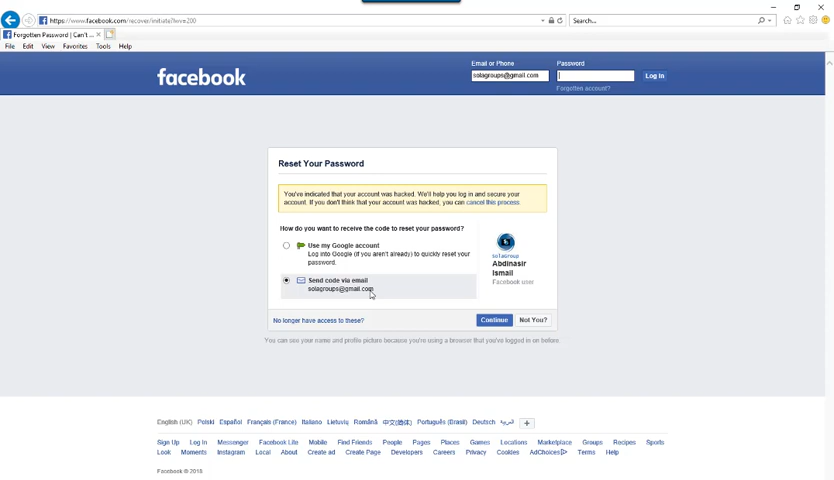 https://www.facebook.com/recover/initiate?lwv=200
Search...
Forgotten Password | Can't ...
File Edit View Favorites Tools Help
facebook
Email or Phone Password
solagroups@gmail.com Log In
Forgotten account?
Reset Your Password
You've indicated that your account was hacked. We'll help you log in and secure your
account. If you don't think that your account was hacked, you can cancel this process.
How do you want to receive the code to reset your password?
Use my Google account
Log into Google (if you aren't already) to quickly reset your
password.
Send code via email
solagroups@gmail.com
solagroup
Abdinasir
Ismail
Facebook user
No longer have access to these? Continue Not You?
You can see your name and profile picture because you're using a browser that you've logged in on before.
English (UK) Polski Español Français (France) Italiano Lietuvių Română 中文(简体) Português (Brasil) Deutsch العربية +
Sign Up Log In Messenger Facebook Lite Mobile Find Friends People Pages Places Games Locations Marketplace Groups Recipes Sports
Look Moments Instagram Local About Create ad Create Page Developers Careers Privacy Cookies AdChoices Terms Help
Facebook © 2018